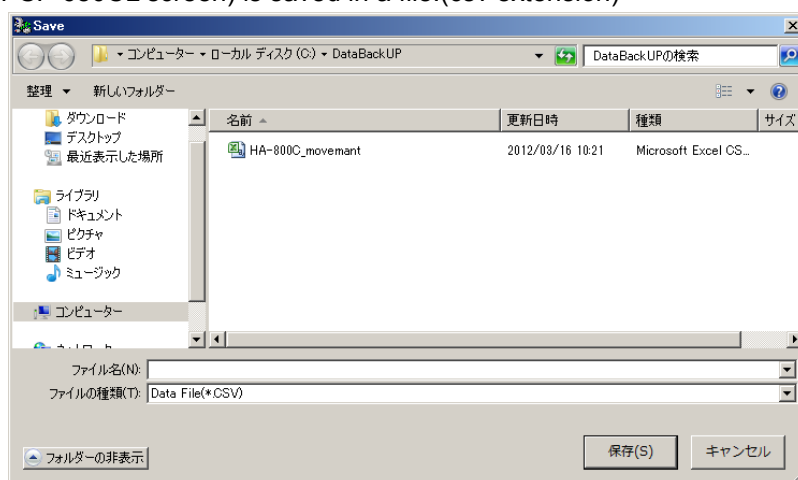 Save
コンピューター ローカル ディスク (C:) DataBackUP DataBackUPの検索
整理 新しいフォルダー
ダウンロード
デスクトップ
最近表示した場所
ライブラリ
ドキュメント
ピクチャ
ビデオ
ミュージック
コンピューター
名前 更新日時 種類 サイズ
HA-800C_movemant 2012/03/16 10:21 Microsoft Excel CS...
ファイル名(N):
ファイルの種類(T): Data File(*.CSV)
フォルダーの非表示 保存(S) キャンセル